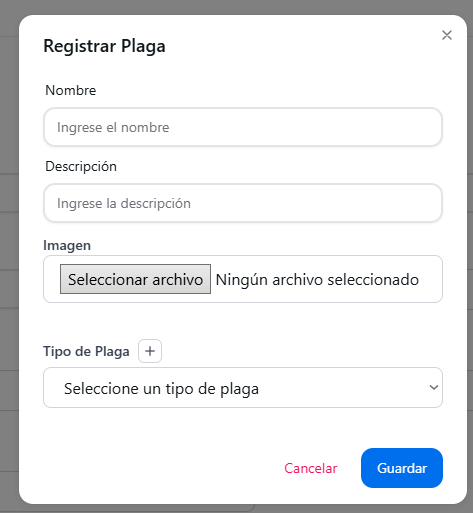 Registrar Plaga
Nombre
Ingrese el nombre
Descripción
Ingrese la descripción
Imagen
Seleccionar archivo Ningún archivo seleccionado
Tipo de Plaga +
Seleccione un tipo de plaga
Cancelar Guardar